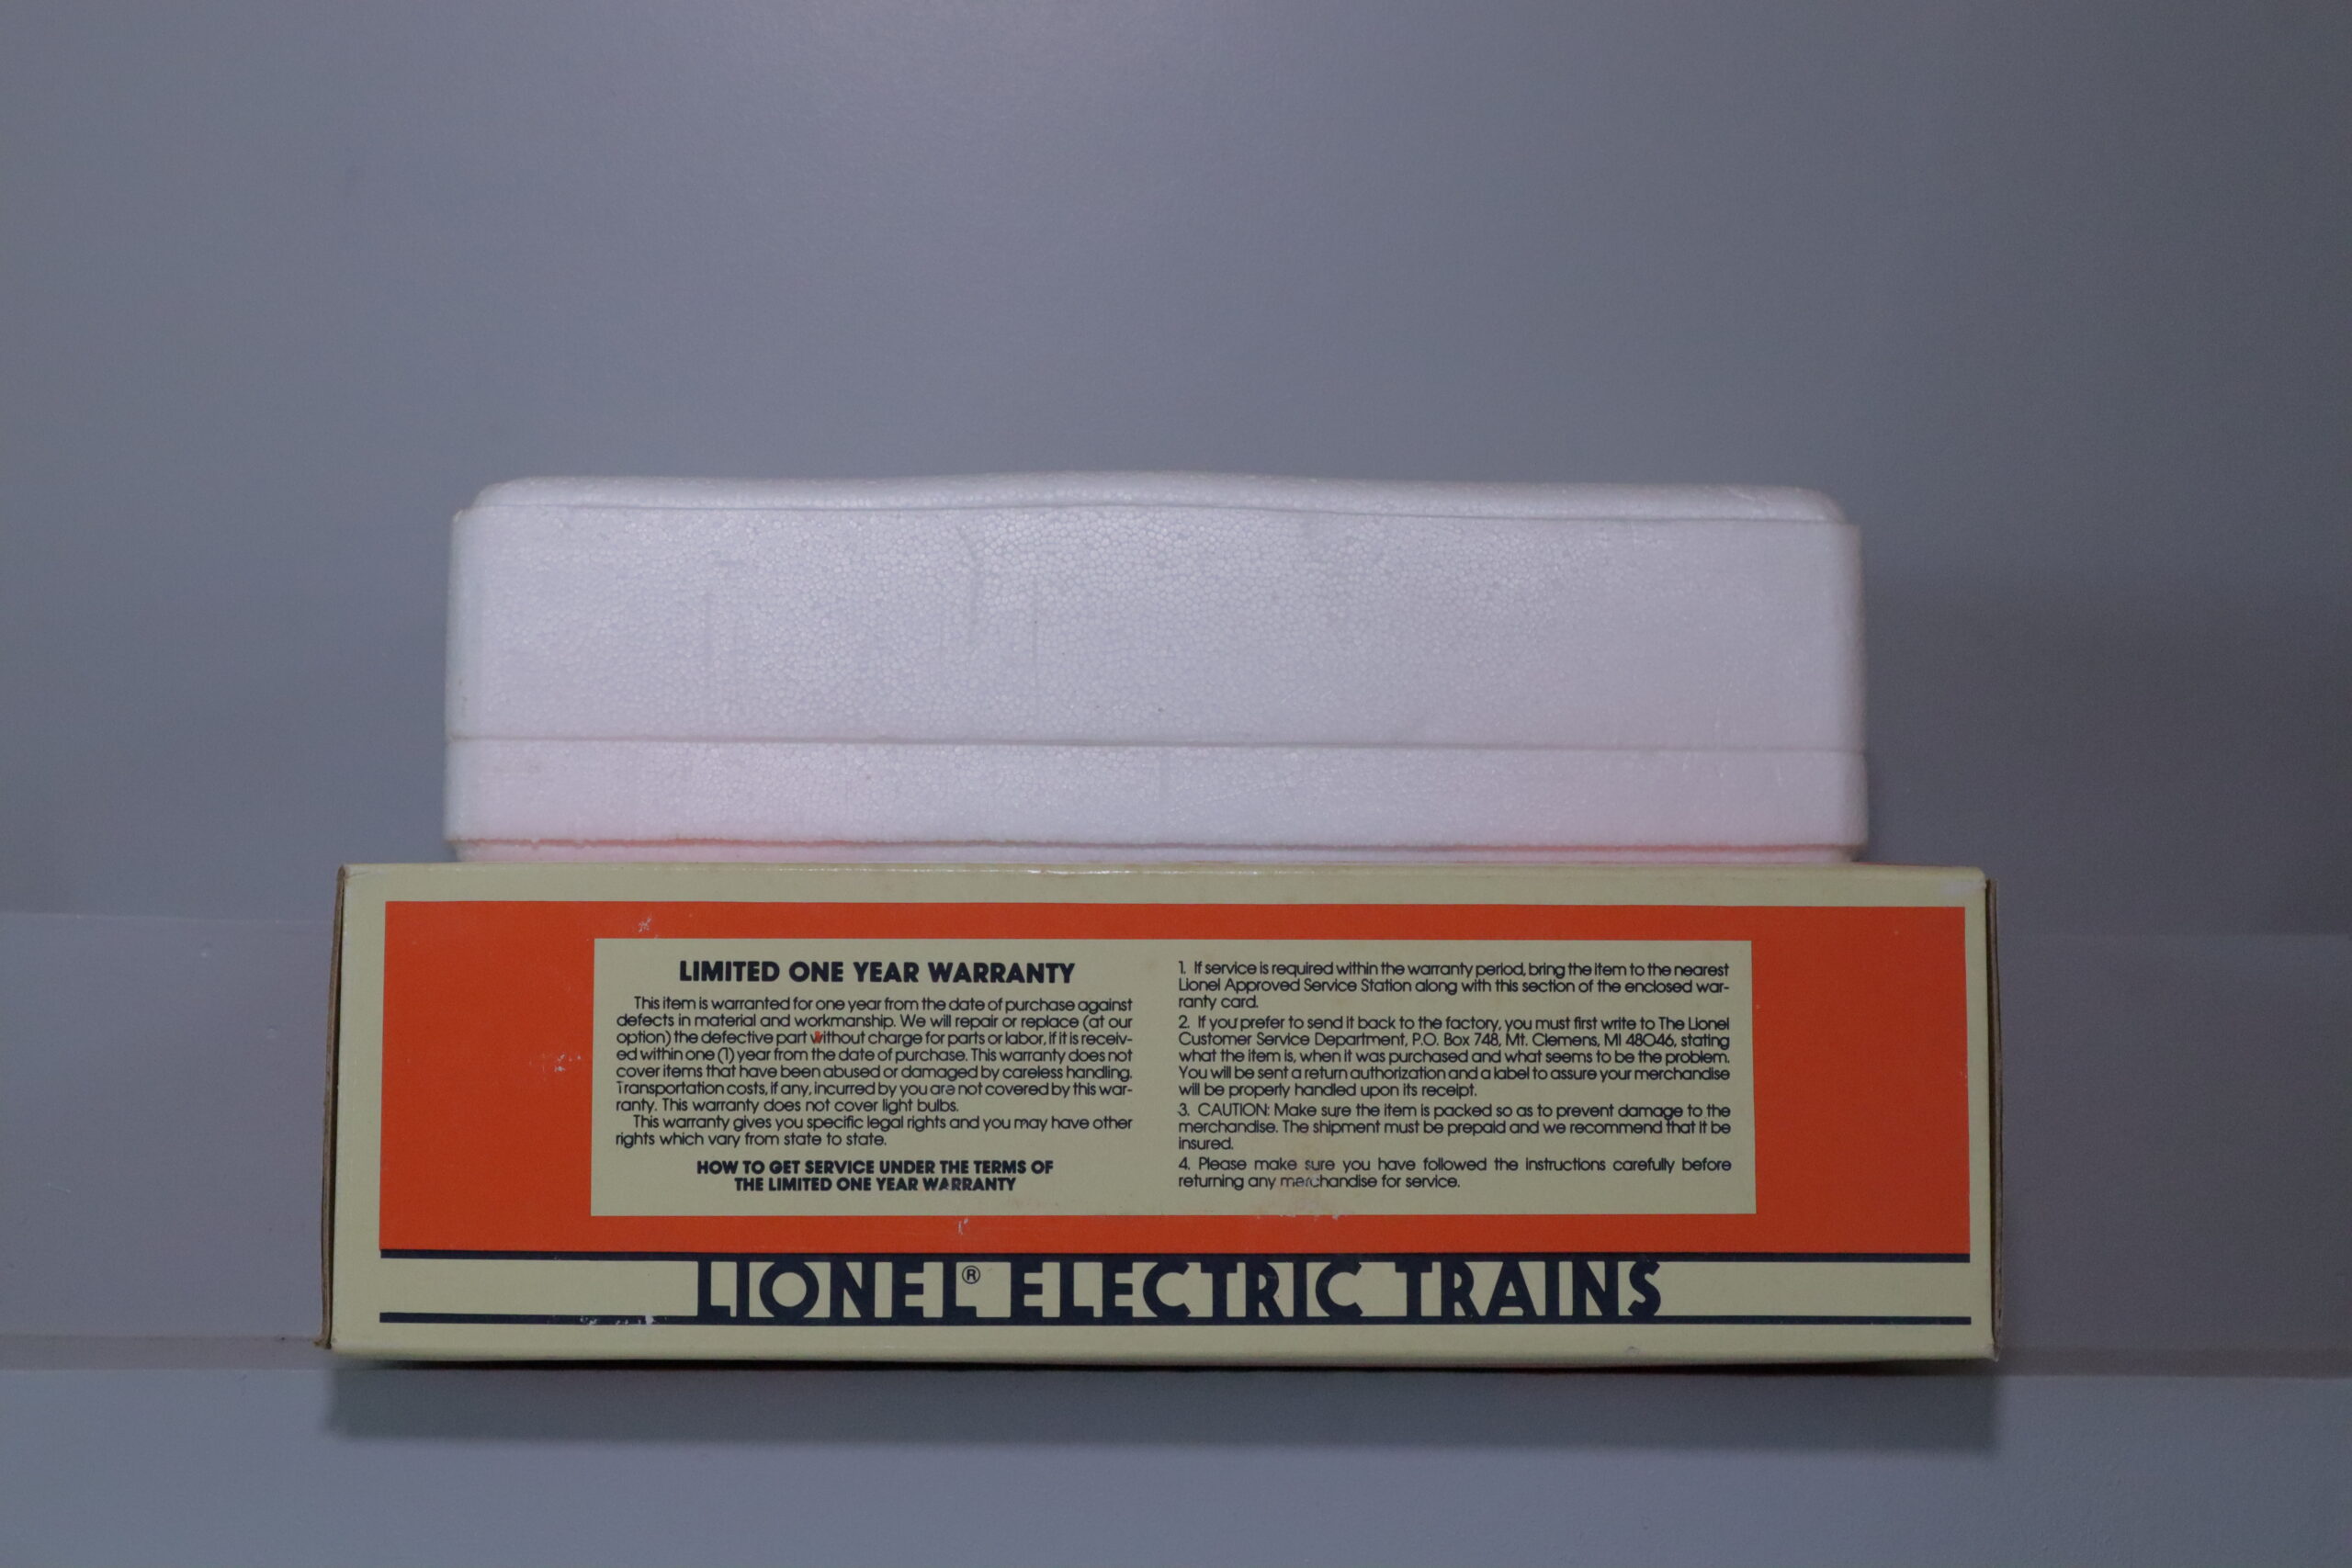 LIMITED ONE YEAR WARRANTY
This item is warranted for one year from the date of purchase against
defects in material and workmanship. We will repair or replace (at our
option) the defective part without charge for parts or labor, if it is receiv-
ed within one (1) year from the date of purchase. This warranty does not
cover items that have been abused or damaged by careless handling.
Transportation costs, if any, incurred by you are not covered by this war-
ranty. This warranty does not cover light bulbs.
This warranty gives you specific legal rights and you may have other
rights which vary from state to state.
HOW TO GET SERVICE UNDER THE TERMS OF
THE LIMITED ONE YEAR WARRANTY
1. If service is required within the warranty period, bring the item to the nearest
Lionel Approved Service Station along with this section of the enclosed war-
ranty card.
2. If you prefer to send it back to the factory, you must first write to The Lionel
Customer Service Department, P.O. Box 748, Mt. Clemens, MI 48046, stating
what the item is, when it was purchased and what seems to be the problem.
You will be sent a return authorization and a label to assure your merchandise
will be properly handled upon its receipt.
3. CAUTION: Make sure the item is packed so as to prevent damage to the
merchandise. The shipment must be prepaid and we recommend that it be
insured.
4. Please make sure you have followed the instructions carefully before
returning any merchandise for service.
LIONEL® ELECTRIC TRAINS